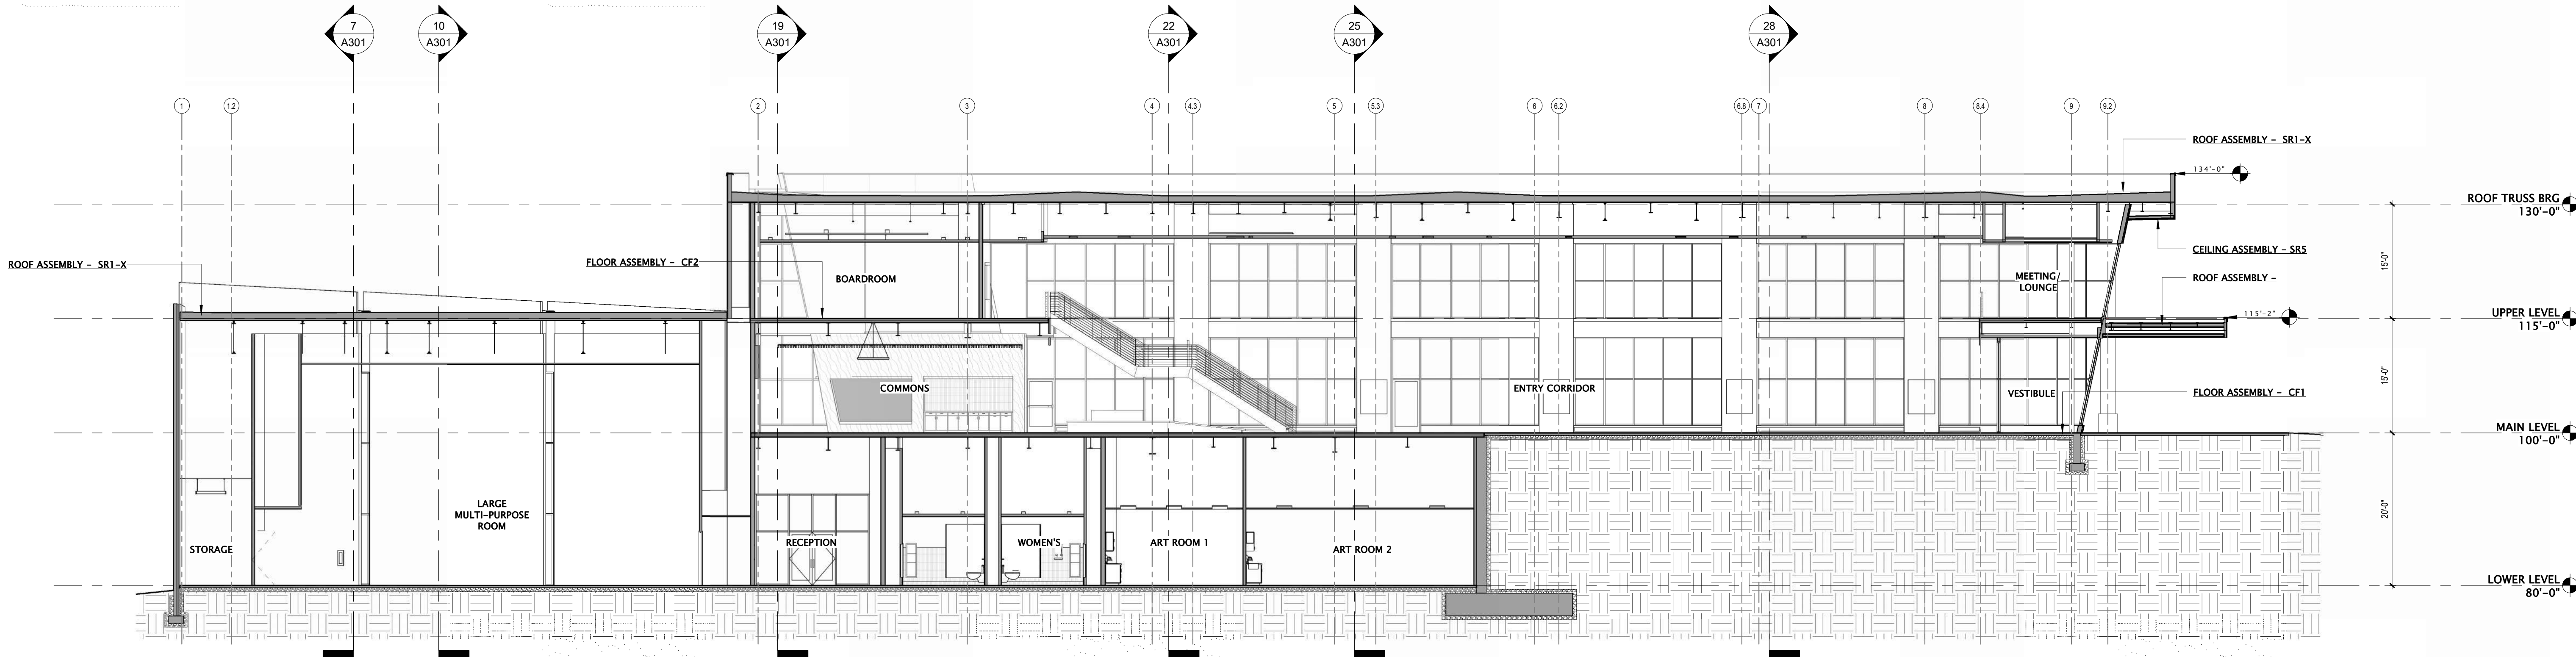 7
A301
10
A301
19
A301
22
A301
25
A301
28
A301
1
1.2
2
3
4
4.3
5
5.3
6
6.2
6.8
7
8
8.4
9
9.2
ROOF ASSEMBLY - SR1-X
134'-0"
ROOF TRUSS BRG
130'-0"
CEILING ASSEMBLY - SR5
ROOF ASSEMBLY - SR1-X
FLOOR ASSEMBLY - CF2
BOARDROOM
MEETING/
LOUNGE
ROOF ASSEMBLY -
15'-0"
115'-2"
UPPER LEVEL
115'-0"
COMMONS
ENTRY CORRIDOR
VESTIBULE
FLOOR ASSEMBLY - CF1
15'-0"
MAIN LEVEL
100'-0"
LARGE
MULTI-PURPOSE
ROOM
STORAGE
RECEPTION
WOMEN'S
ART ROOM 1
ART ROOM 2
20'-0"
LOWER LEVEL
80'-0"